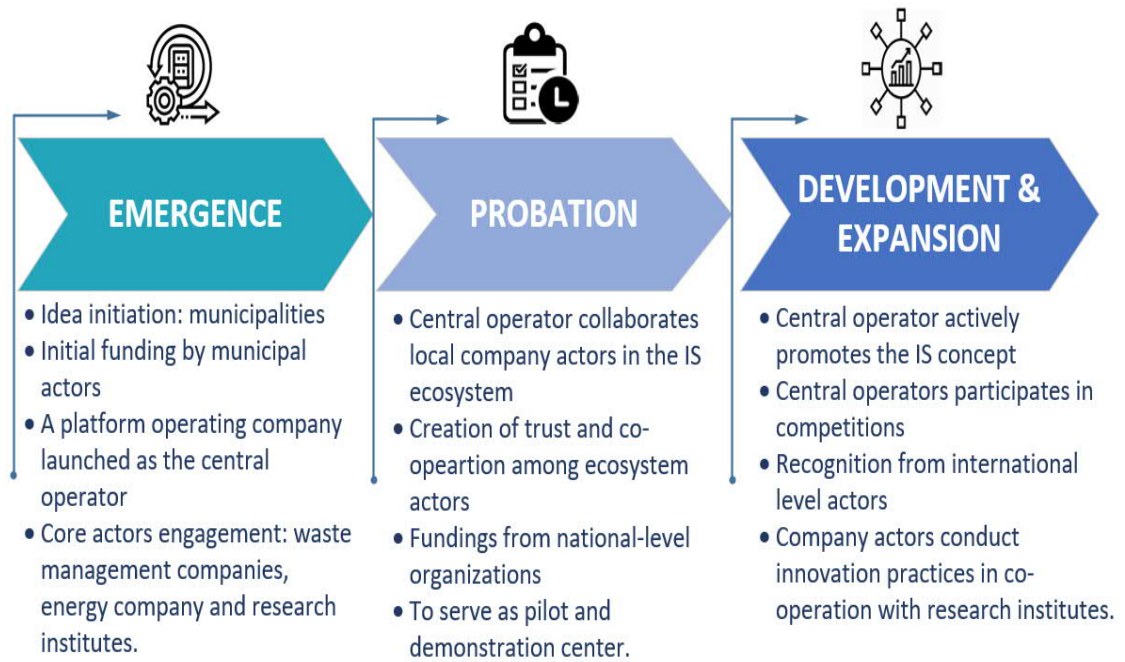 EMERGENCE
• Idea initiation: municipalities
• Initial funding by municipal
actors
• A platform operating company
launched as the central
operator
• Core actors engagement: waste
management companies,
energy company and research
institutes.
PROBATION
• Central operator collaborates
local company actors in the IS
ecosystem
• Creation of trust and co-
opeartion among ecosystem
actors
• Fundings from national-level
organizations
• To serve as pilot and
demonstration center.
DEVELOPMENT &
EXPANSION
• Central operator actively
promotes the IS concept
• Central operators participates in
competitions
• Recognition from international
level actors
• Company actors conduct
innovation practices in co-
operation with research institutes.